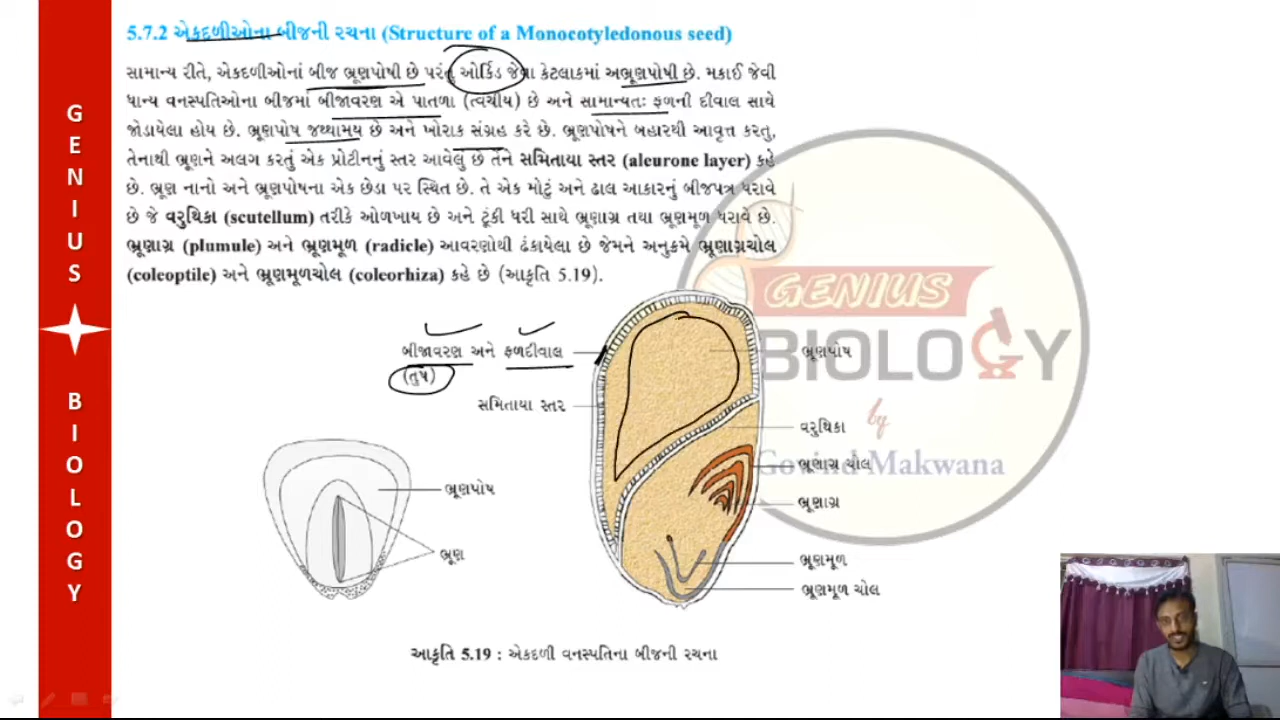 5.7.2 એકદળીઓના બીજની રચના (Structure of a Monocotyledonous seed)
સામાન્ય રીતે, એકદળીઓનાં બીજ ભ્રૂણપોષી છે પરંતુ ઓર્કિડ જેવા કેટલાકમાં અભ્રૂણપોષી છે. મકાઈ જેવી
ધાન્ય વનસ્પતિઓના બીજમાં બીજાવરણ એ પાતળા (ત્વચીય) છે અને સામાન્યતઃ ફળની દીવાલ સાથે
જોડાયેલા હોય છે. ભ્રૂણપોષ જથ્થામય છે અને ખોરાક સંગ્રહ કરે છે. ભ્રૂણપોષને બહારથી આવૃત્ત કરતુ,
તેનાથી ભ્રૂણને અલગ કરતું એક પ્રોટીનનું સ્તર આવેલું છે તેને સમિતાયા સ્તર (aleurone layer) કહે
છે. ભ્રૂણ નાનો અને ભ્રૂણપોષના એક છેડા પર સ્થિત છે. તે એક મોટું અને ઢાલ આકારનું બીજપત્ર ધરાવે
છે જે વરુથિકા (scutellum) તરીકે ઓળખાય છે અને ટૂંકી ધરી સાથે ભ્રૂણાગ્ર તથા ભ્રૂણમૂળ ધરાવે છે.
ભ્રૂણાગ્ર (plumule) અને ભ્રૂણમૂળ (radicle) આવરણોથી ઢંકાયેલા છે જેમને અનુક્રમે ભ્રૂણાગ્રચોલ
(coleoptile) અને ભ્રૂણમૂળચોલ (coleorhiza) કહે છે (આકૃતિ 5.19).
GENIUS
BIOLOGY
GENIUS
BIOLOGY
by
Govind Makwana
બીજાવરણ અને ફળદીવાલ
(તુષ)
સમિતાયા સ્તર
ભ્રૂણપોષ
વરુથિકા
ભ્રૂણાગ્ર ચોલ
ભ્રૂણાગ્ર
ભ્રૂણમૂળ
ભ્રૂણમૂળ ચોલ
ભ્રૂણપોષ
ભ્રૂણ
આકૃતિ 5.19 : એકદળી વનસ્પતિના બીજની રચના